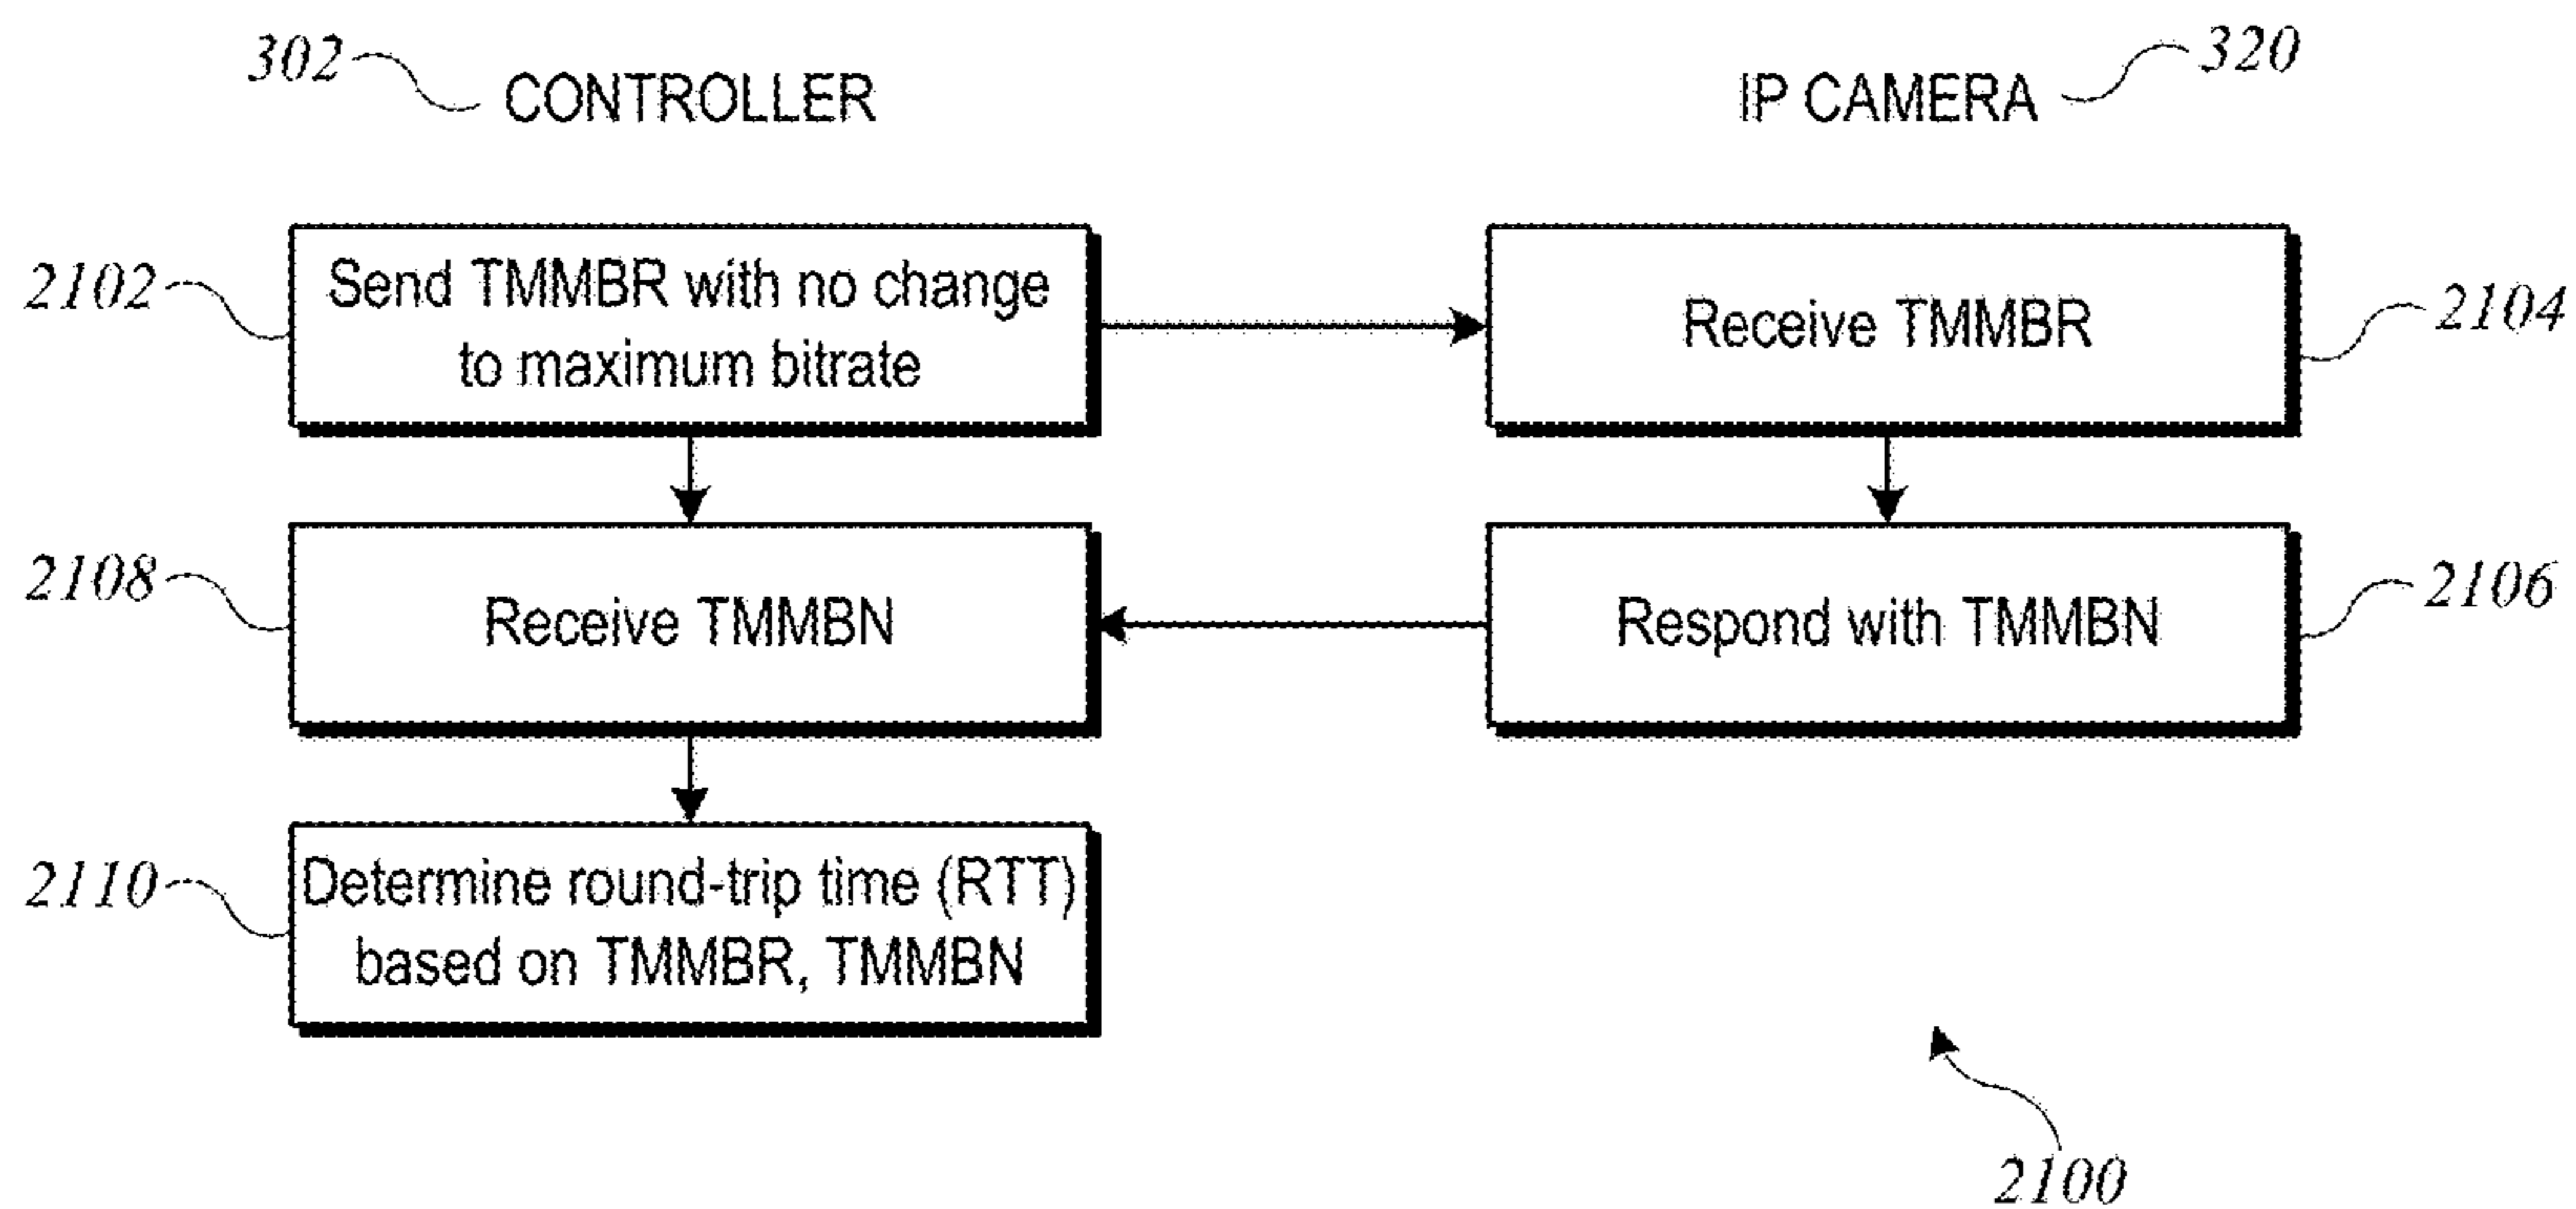 302
CONTROLLER
IP CAMERA
320
2102
Send TMMBR with no change
to maximum bitrate
Receive TMMBR
2104
2108
Receive TMMBN
Respond with TMMBN
2106
2110
Determine round-trip time (RTT)
based on TMMBR, TMMBN
2100